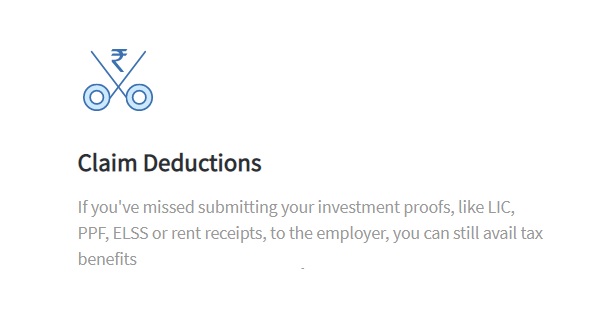 ₹
Claim Deductions
If you've missed submitting your investment proofs, like LIC,
PPF, ELSS or rent receipts, to the employer, you can still avail tax
benefits